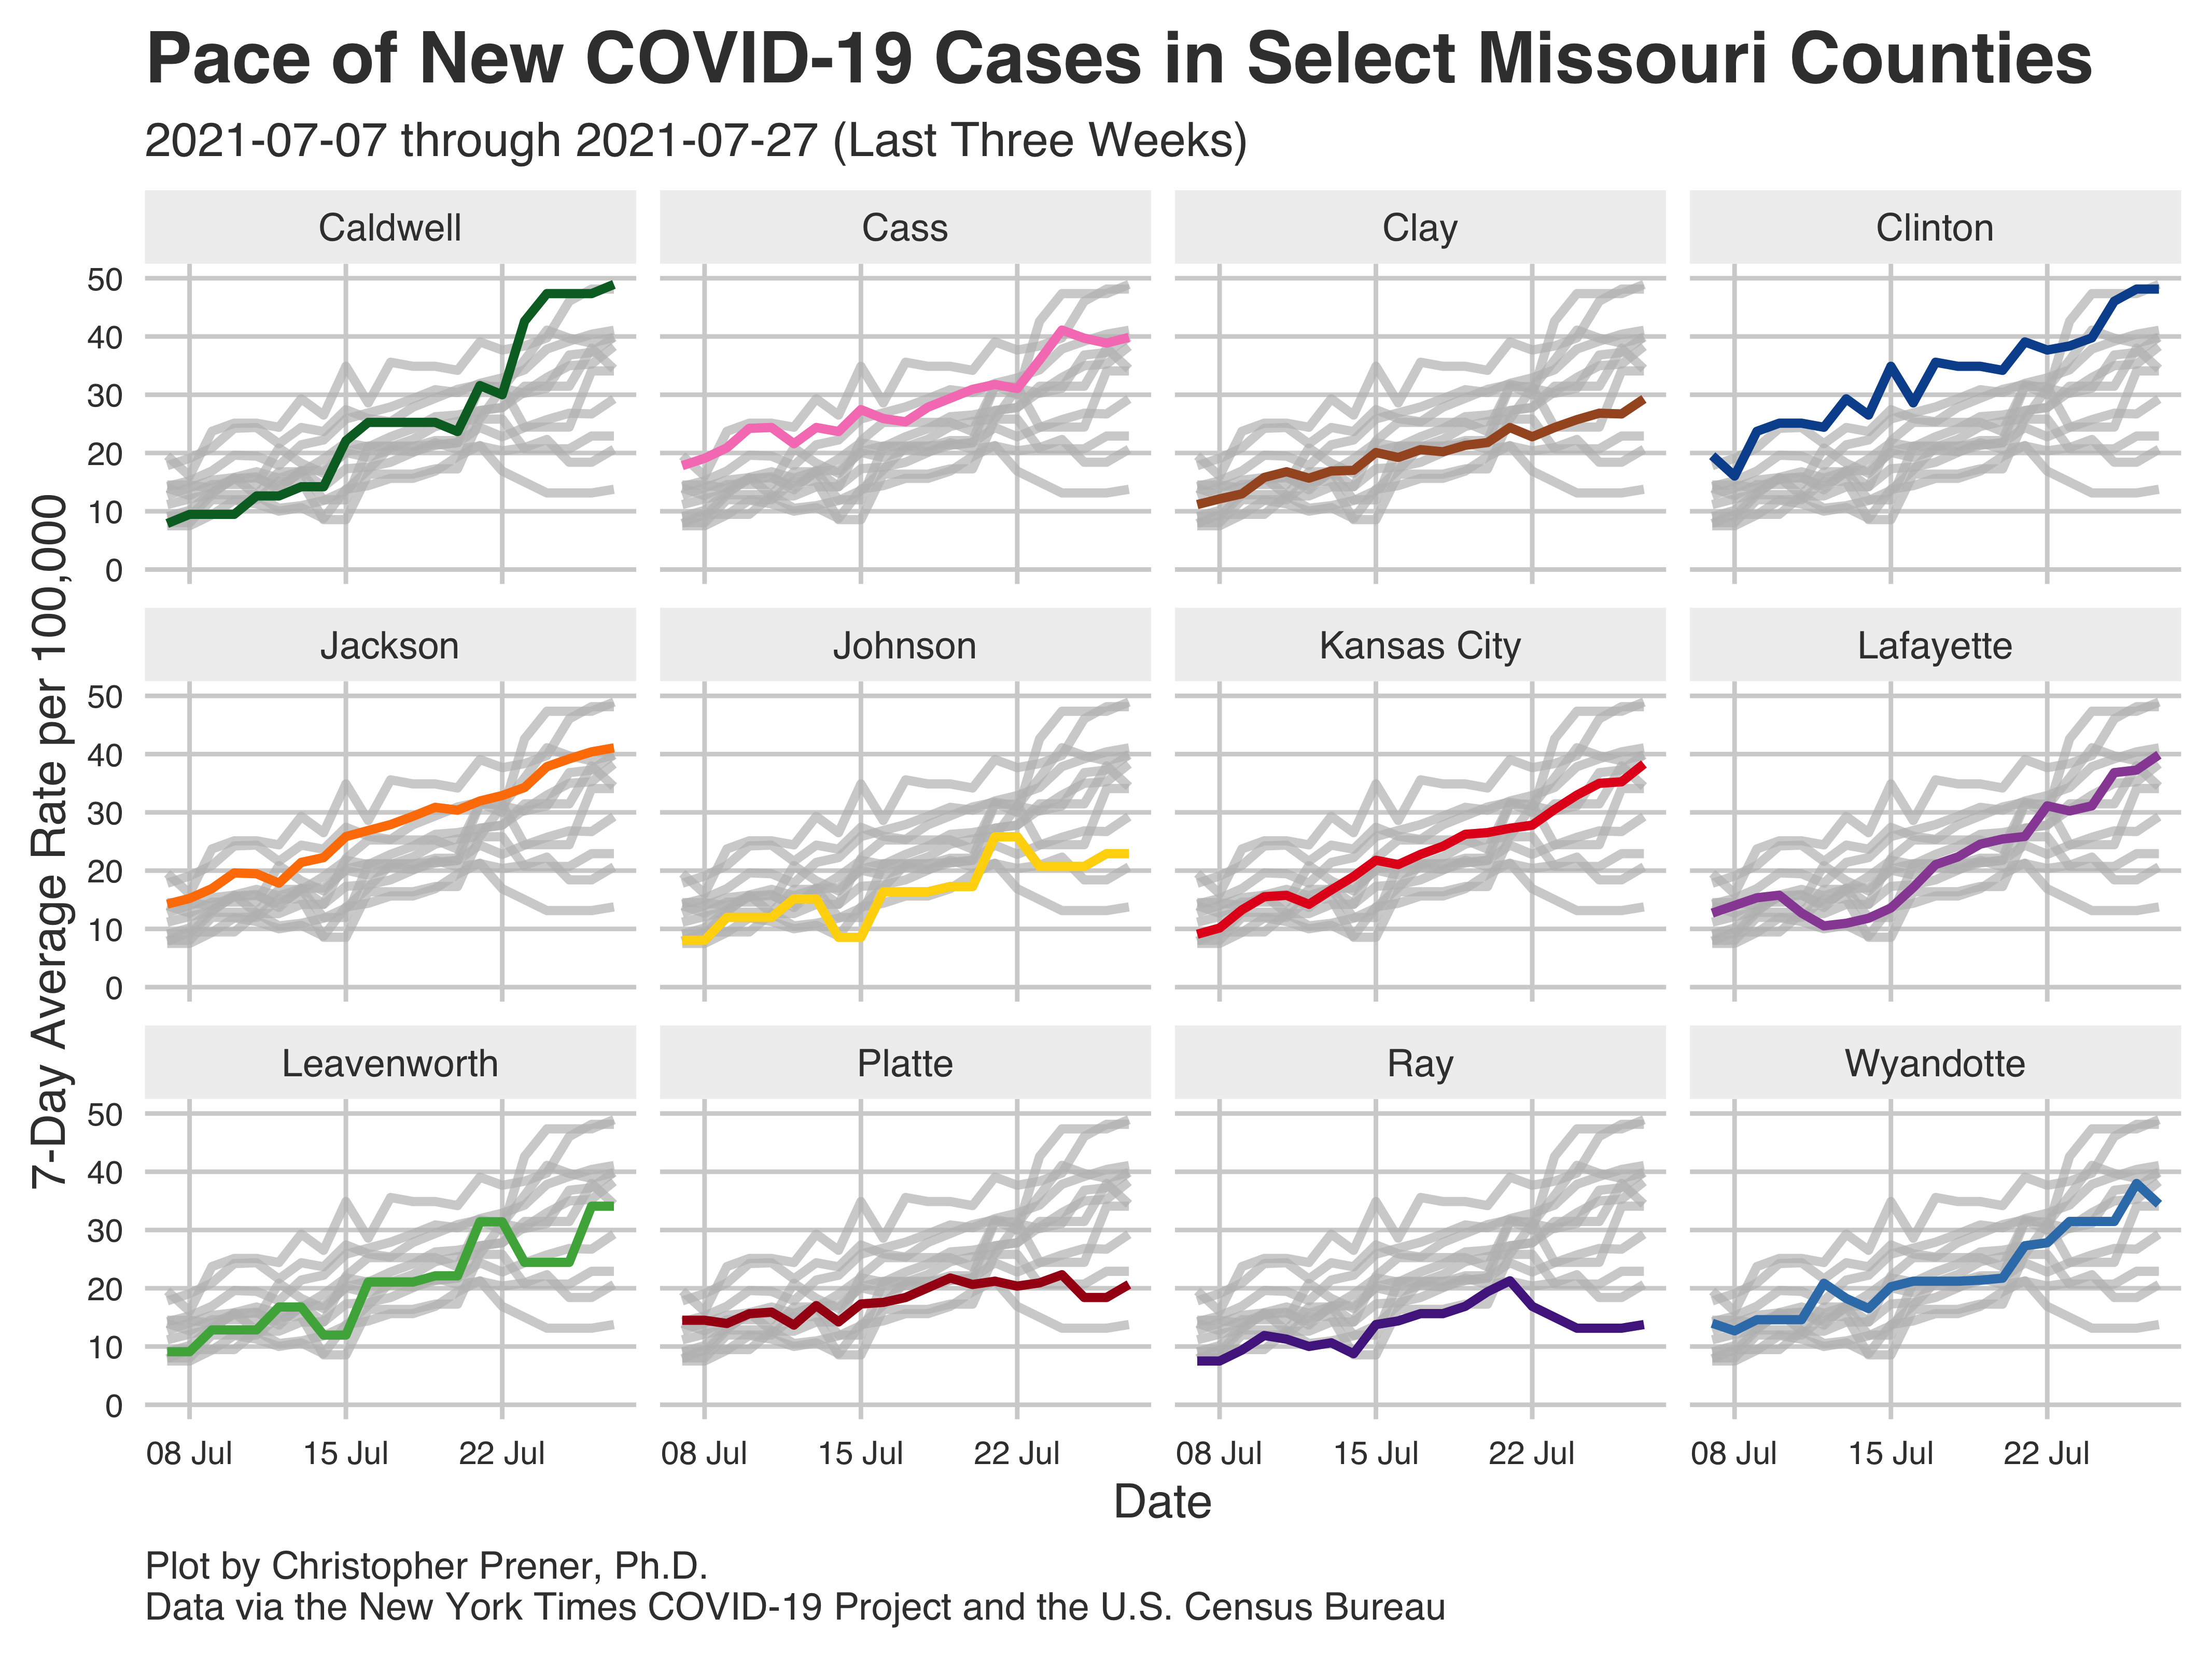 Pace of New COVID-19 Cases in Select Missouri Counties
2021-07-07 through 2021-07-27 (Last Three Weeks)
Caldwell
Cass
Clay
Clinton
50
40
30
20
10
0
Jackson
Johnson
Kansas City
Lafayette
50
40
30
20
10
0
Leavenworth
Platte
Ray
Wyandotte
50
40
30
20
10
0
7-Day Average Rate per 100,000
08 Jul 15 Jul 22 Jul
08 Jul 15 Jul 22 Jul
08 Jul 15 Jul 22 Jul
08 Jul 15 Jul 22 Jul
Date
Plot by Christopher Prener, Ph.D.
Data via the New York Times COVID-19 Project and the U.S. Census Bureau